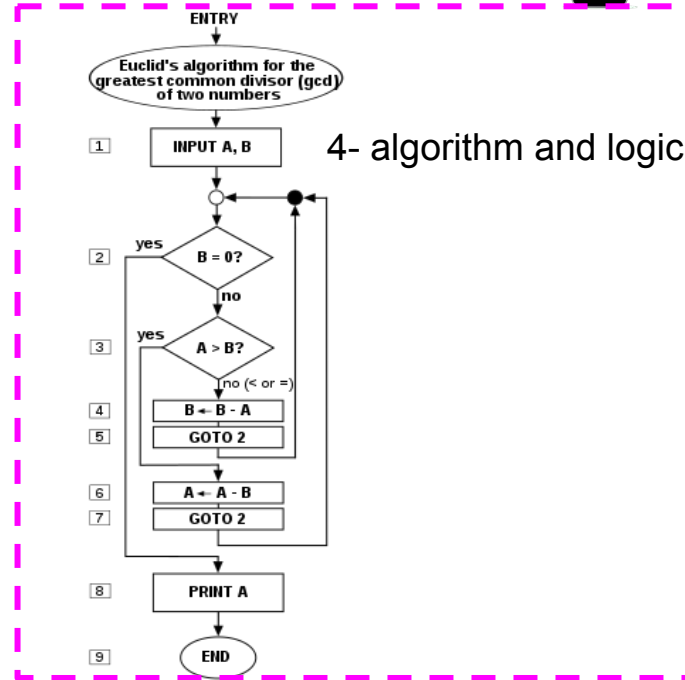 ENTRY
Euclid's algorithm for the
greatest common divisor (gcd)
of two numbers
1
INPUT A, B
4- algorithm and logic
2
yes
B = 0?
no
3
yes
A > B?
no (< or =)
4
B ← B - A
5
GOTO 2
6
A ← A - B
7
GOTO 2
8
PRINT A
9
END